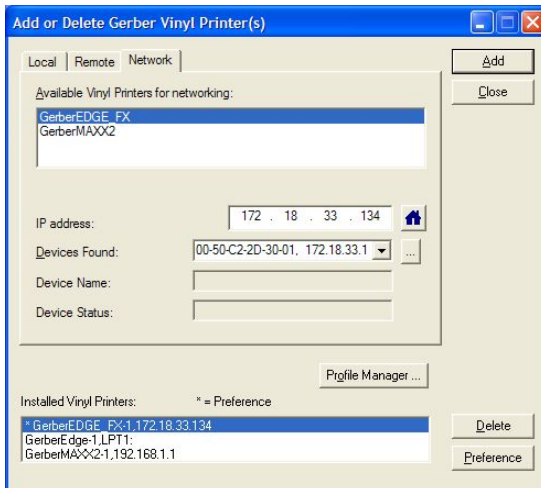 Add or Delete Gerber Vinyl Printer(s)
Local Remote Network
Add
Close
Available Vinyl Printers for networking:
GerberEDGE_FX
GerberMAXX2
IP address: 172 . 18 . 33 . 134
Devices Found: 00-50-C2-2D-30-01, 172.18.33.1 ...
Device Name:
Device Status:
Profile Manager ...
Installed Vinyl Printers: * = Preference
* GerberEDGE_FX-1,172.18.33.134
GerberEdge-1,LPT1:
GerberMAXX2-1,192.168.1.1
Delete
Preference